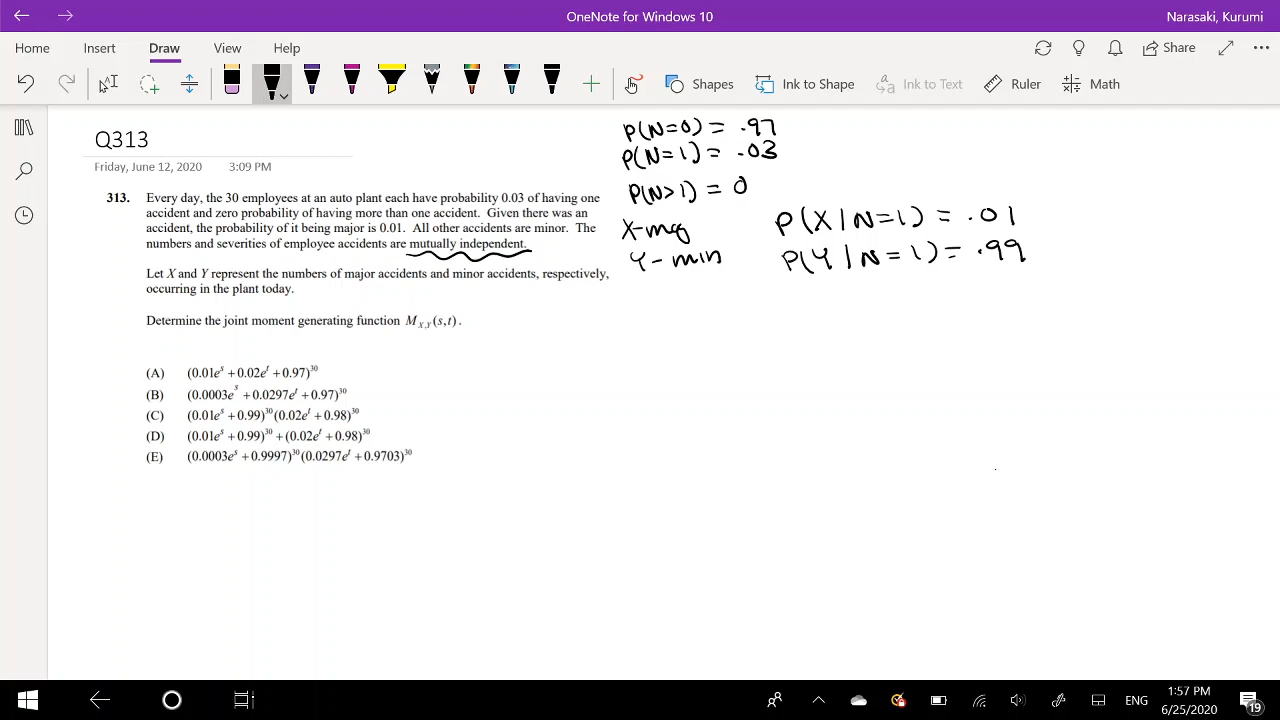 OneNote for Windows 10
Narasaki, Kurumi
Home Insert Draw View Help
Share
Shapes Ink to Shape Ink to Text Ruler Math
Q313
Friday, June 12, 2020 3:09 PM
313. Every day, the 30 employees at an auto plant each have probability 0.03 of having one
accident and zero probability of having more than one accident. Given there was an
accident, the probability of it being major is 0.01. All other accidents are minor. The
numbers and severities of employee accidents are mutually independent.
Let X and Y represent the numbers of major accidents and minor accidents, respectively,
occurring in the plant today.
Determine the joint moment generating function M_{X,Y}(s,t).
(A) (0.01e^s + 0.02e^t + 0.97)^30
(B) (0.0003e^s + 0.0297e^t + 0.97)^30
(C) (0.01e^s + 0.99)^30 (0.02e^t + 0.98)^30
(D) (0.01e^s + 0.99)^30 + (0.02e^t + 0.98)^30
(E) (0.0003e^s + 0.9997)^30 (0.0297e^t + 0.9703)^30
P(N=0) = .97
P(N=1) = .03
P(N>1) = 0
X - maj
Y - min
P(X | N=1) = .01
P(Y | N=1) = .99
ENG
1:57 PM
6/25/2020
19